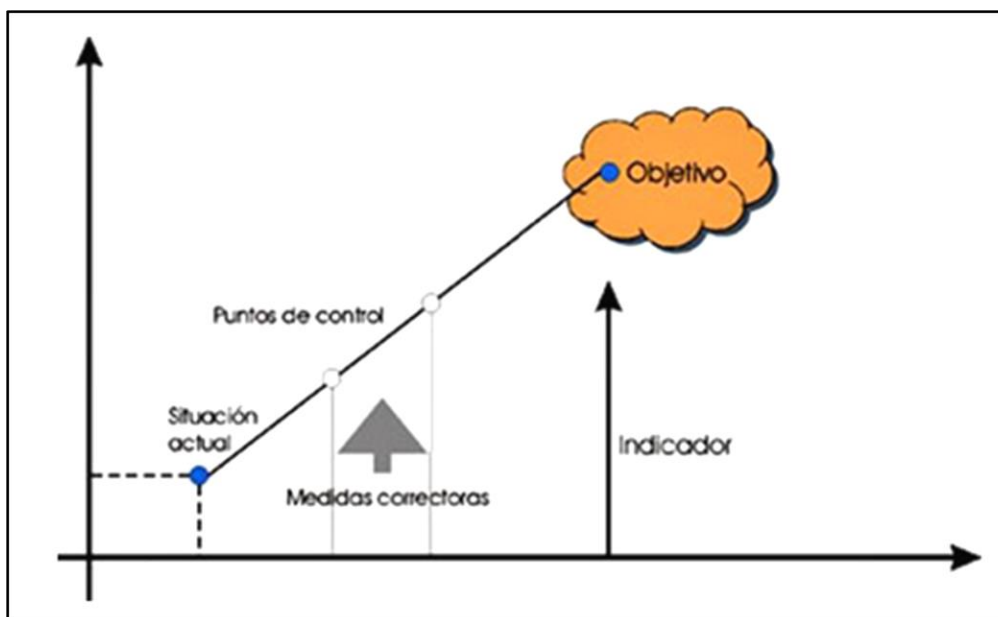 Objetivo
Puntos de control
Situación
actual
Indicador
Medidas correctoras